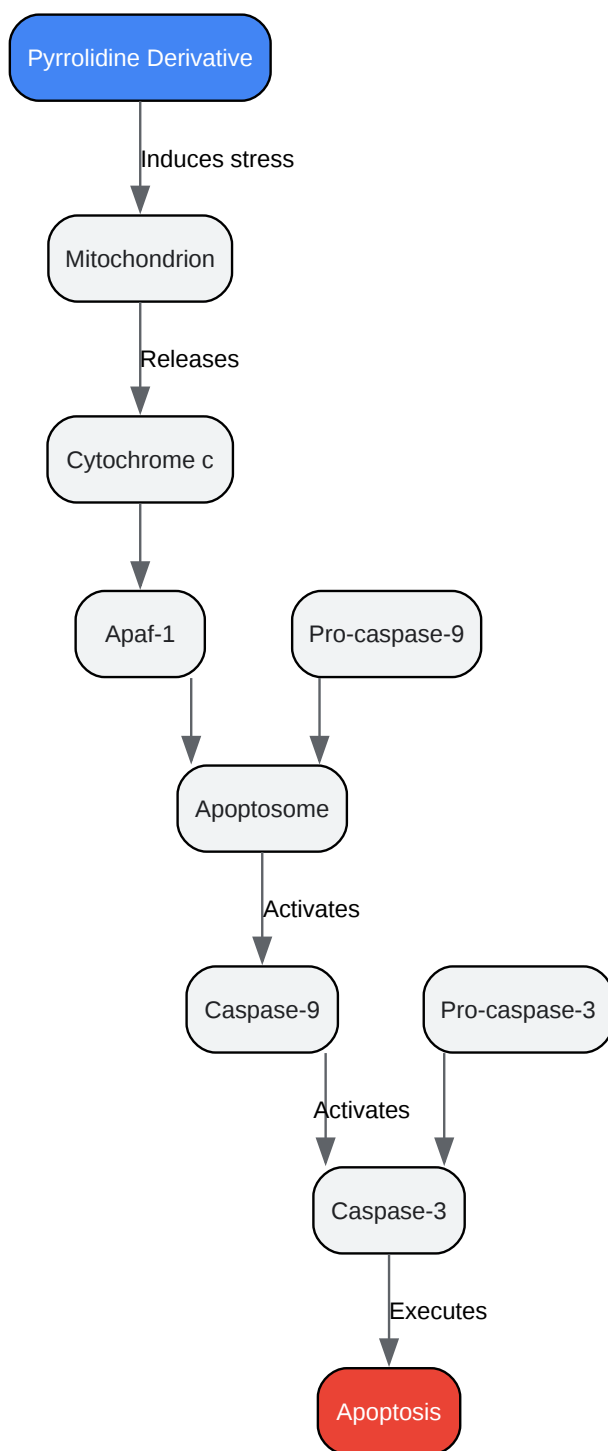 Pyrrolidine Derivative
Induces stress
Mitochondrion
Releases
Cytochrome c
Apaf-1
Pro-caspase-9
Apoptosome
Activates
Caspase-9
Pro-caspase-3
Activates
Caspase-3
Executes
Apoptosis